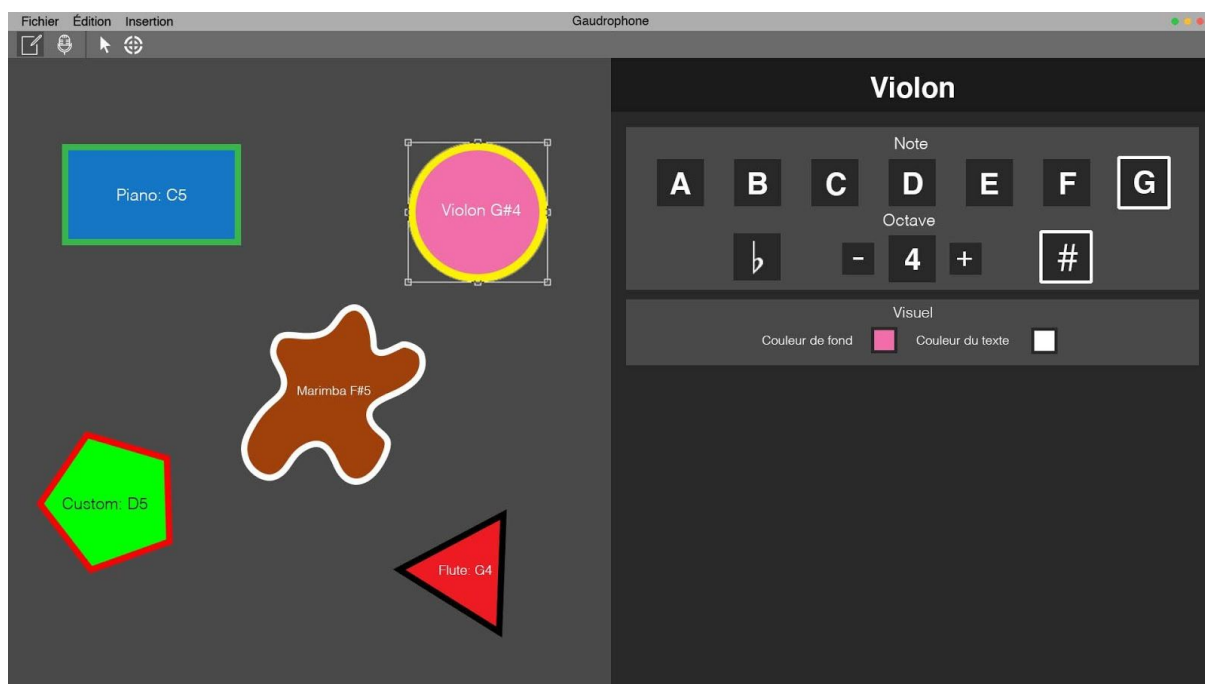 Fichier Édition Insertion
Gaudrophone
Violon
Piano: C5
Violon G#4
Marimba F#5
Custom: D5
Flute: G4
Note
A B C D E F G
Octave
♭ - 4 + #
Visuel
Couleur de fond Couleur du texte